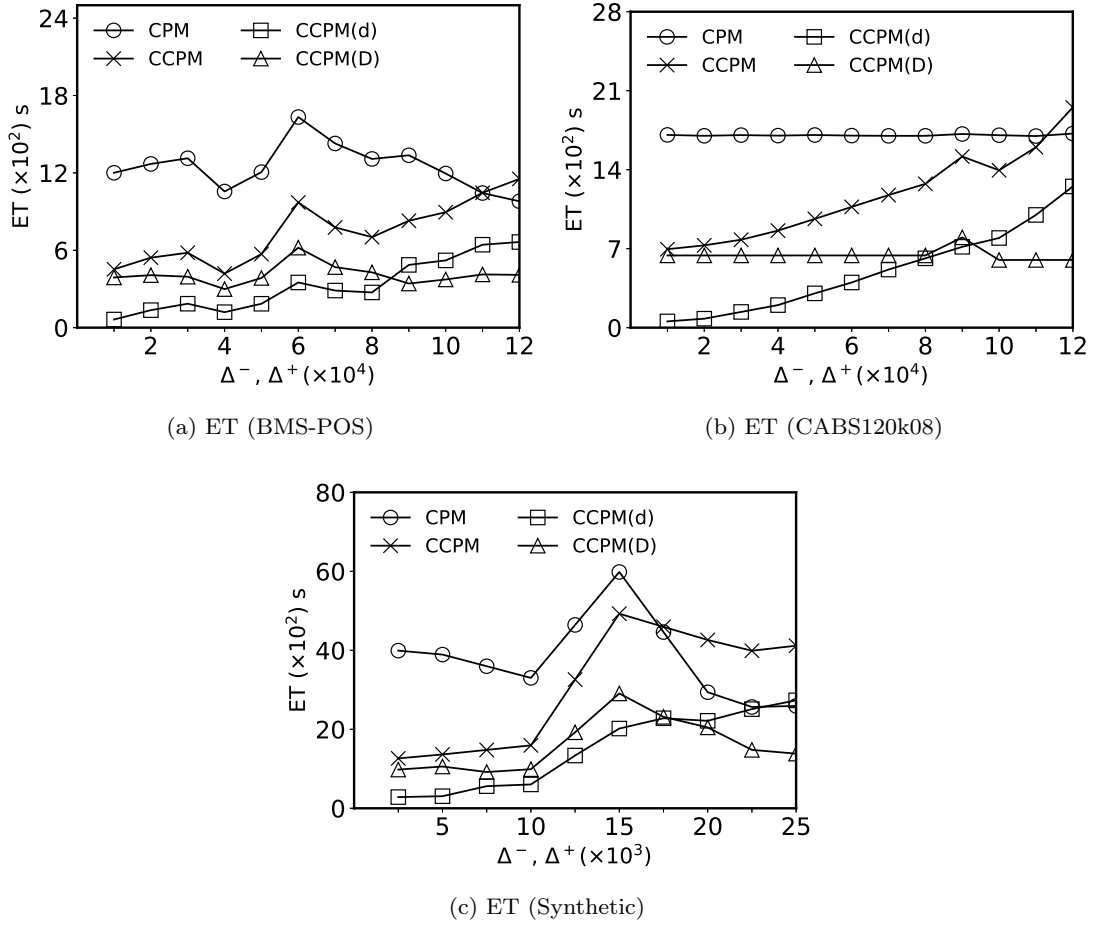 24
18
12
6
0
ET (×10²) s
CPM
CCPM
CCPM(d)
CCPM(D)
2 4 6 8 10 12
Δ⁻, Δ⁺(×10⁴)
(a) ET (BMS-POS)
28
21
14
7
0
ET (×10²) s
CPM
CCPM
CCPM(d)
CCPM(D)
2 4 6 8 10 12
Δ⁻, Δ⁺(×10⁴)
(b) ET (CABS120k08)
80
60
40
20
0
ET (×10²) s
CPM
CCPM
CCPM(d)
CCPM(D)
5 10 15 20 25
Δ⁻, Δ⁺(×10³)
(c) ET (Synthetic)